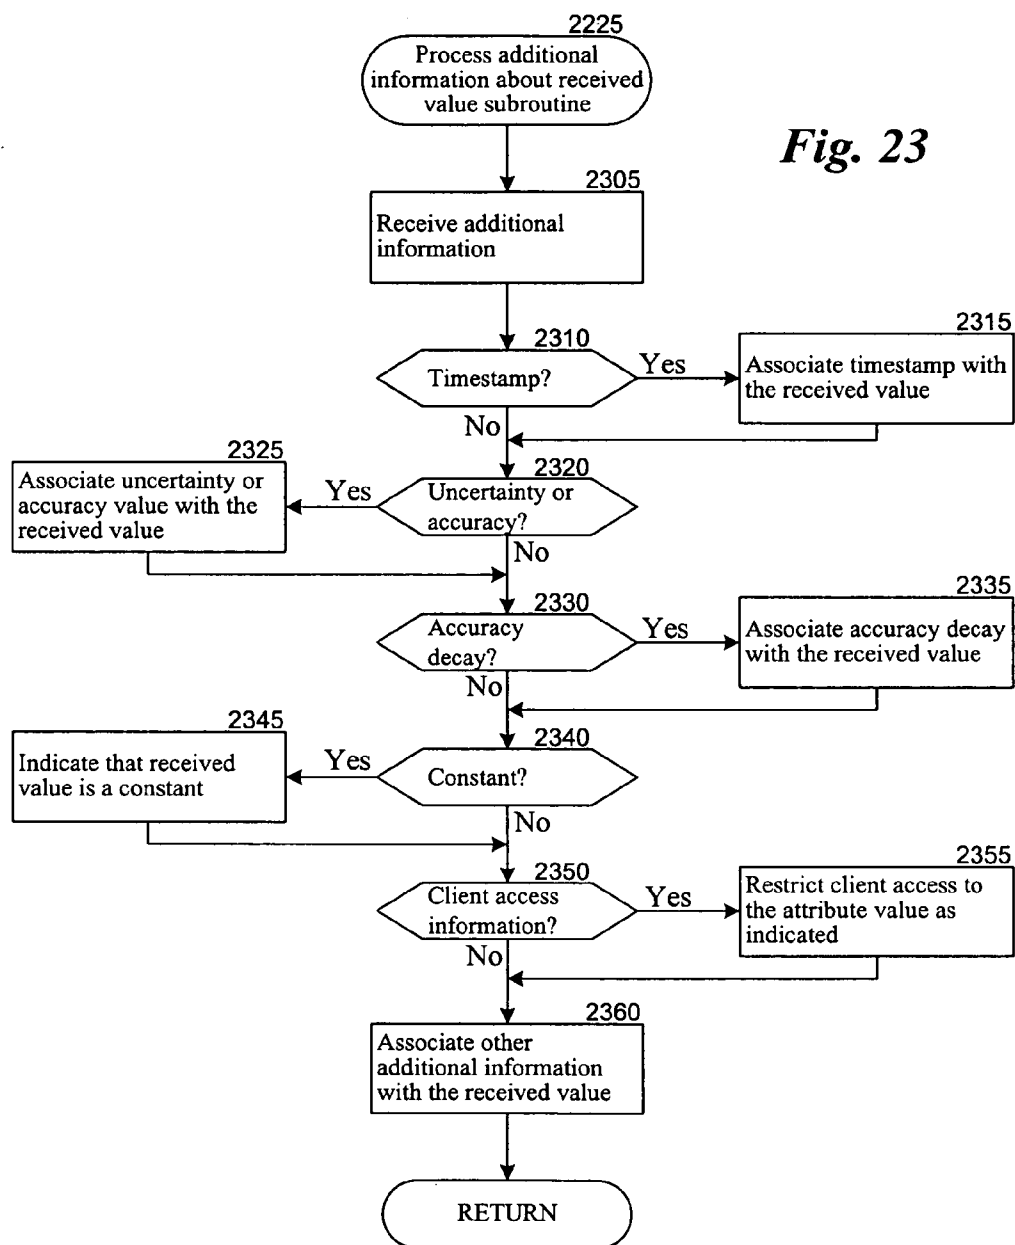 2225
Process additional
information about received
value subroutine
Fig. 23
2305
Receive additional
information
2310
Timestamp?
Yes
2315
Associate timestamp with
the received value
No
2325
Associate uncertainty or
accuracy value with the
received value
Yes
2320
Uncertainty or
accuracy?
No
2330
Accuracy
decay?
Yes
2335
Associate accuracy decay
with the received value
No
2345
Indicate that received
value is a constant
Yes
2340
Constant?
No
2350
Client access
information?
Yes
2355
Restrict client access to
the attribute value as
indicated
No
2360
Associate other
additional information
with the received value
RETURN